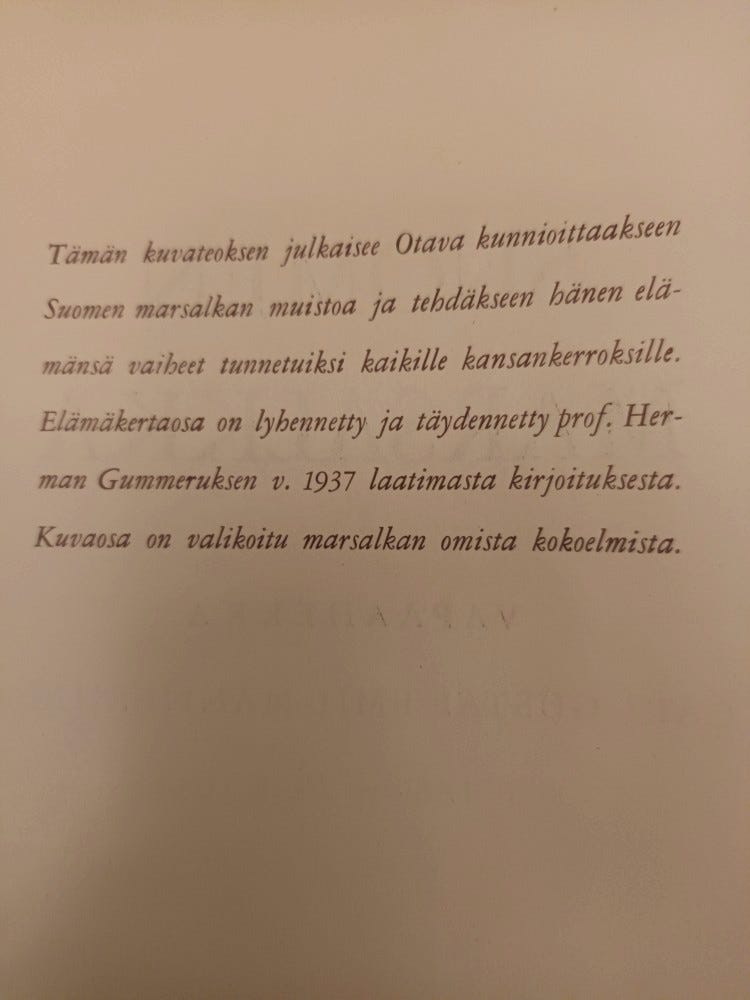 Tämän kuvateoksen julkaisee Otava kunnioittaakseen
Suomen marsalkan muistoa ja tehdäkseen hänen elä-
mänsä vaiheet tunnetuiksi kaikille kansankerroksille.
Elämäkertaosa on lyhennetty ja täydennetty prof. Her-
man Gummeruksen v. 1937 laatimasta kirjoituksesta.
Kuvaosa on valikoitu marsalkan omista kokoelmista.